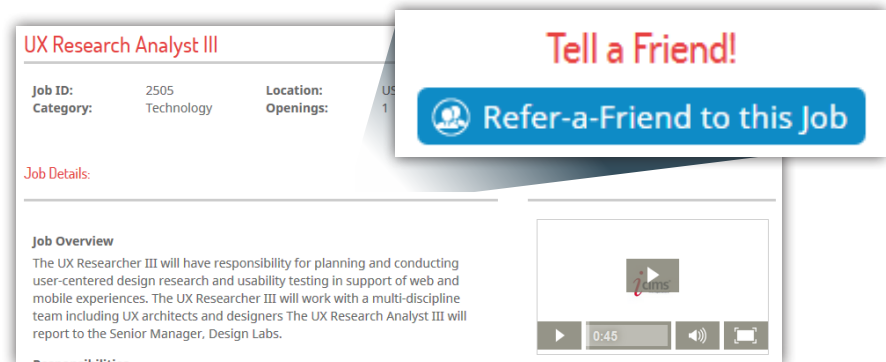 UX Research Analyst III
Tell a Friend!
Refer-a-Friend to this Job
Job ID: 2505 Location:
Category: Technology Openings: 1
Job Details:
Job Overview
The UX Researcher III will have responsibility for planning and conducting
user-centered design research and usability testing in support of web and
mobile experiences. The UX Researcher III will work with a multi-discipline
team including UX architects and designers The UX Research Analyst III will
report to the Senior Manager, Design Labs.
icims
0:45